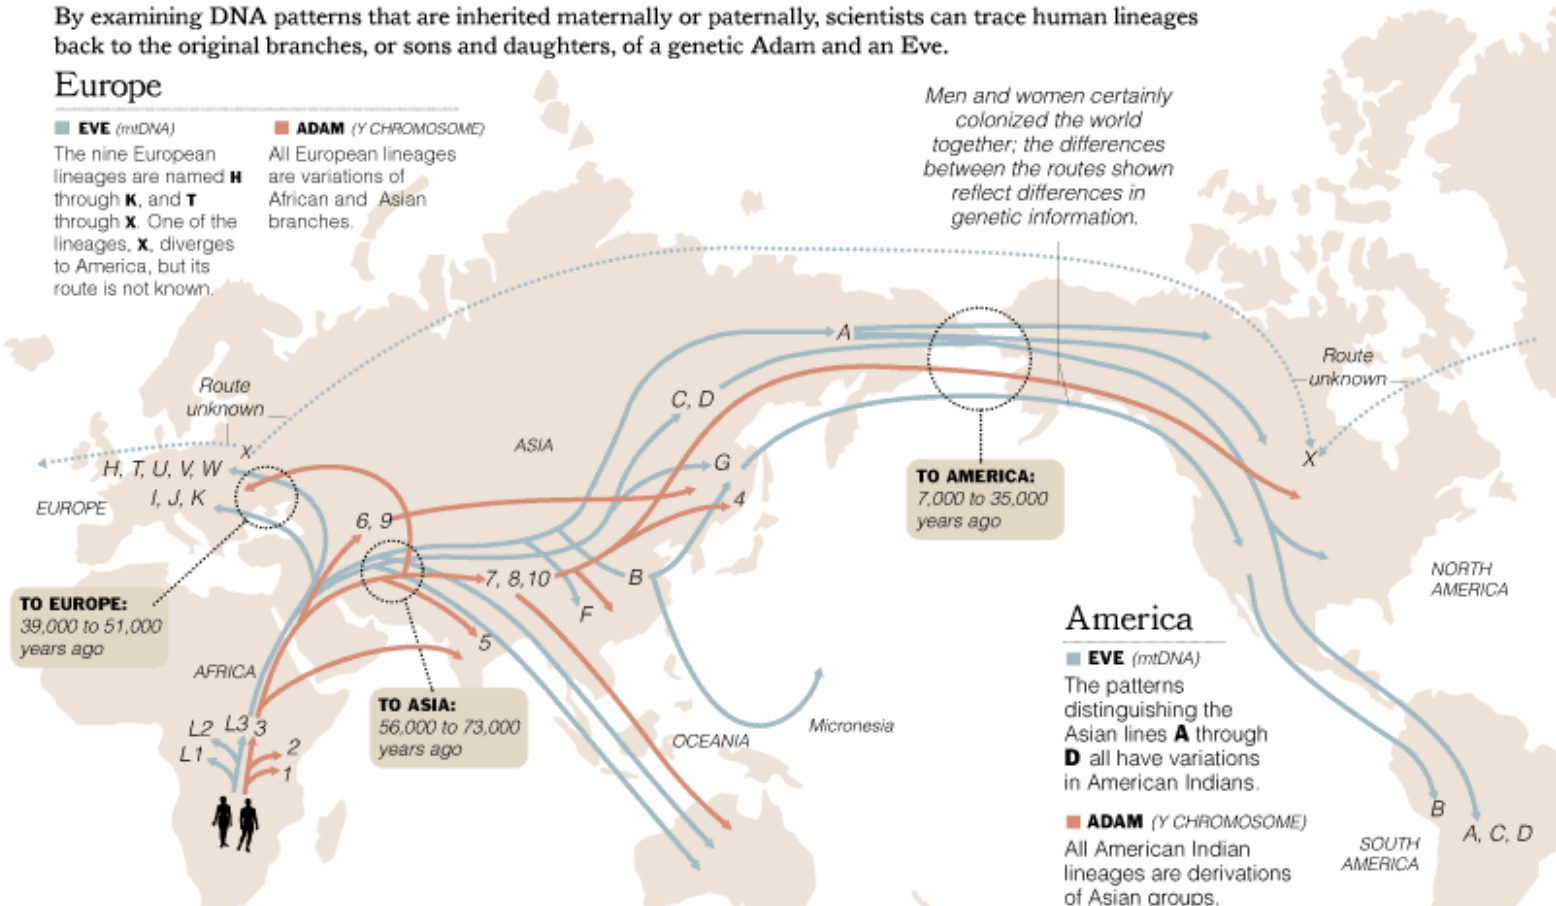 By examining DNA patterns that are inherited maternally or paternally, scientists can trace human lineages
back to the original branches, or sons and daughters, of a genetic Adam and an Eve.
Europe
EVE (mtDNA)
The nine European
lineages are named H
through K, and T
through X. One of the
lineages, X, diverges
to America, but its
route is not known.
ADAM (Y CHROMOSOME)
All European lineages
are variations of
African and Asian
branches.
Men and women certainly
colonized the world
together; the differences
between the routes shown
reflect differences in
genetic information.
Route
unknown
X
H, T, U, V, W
I, J, K
EUROPE
ASIA
A
C, D
G
4
6, 9
7, 8, 10
B
F
5
Route
unknown
X
TO AMERICA:
7,000 to 35,000
years ago
TO EUROPE:
39,000 to 51,000
years ago
AFRICA
TO ASIA:
56,000 to 73,000
years ago
L2
L3
3
L1
2
1
OCEANIA
Micronesia
NORTH
AMERICA
America
EVE (mtDNA)
The patterns
distinguishing the
Asian lines A through
D all have variations
in American Indians.
ADAM (Y CHROMOSOME)
All American Indian
lineages are derivations
of Asian groups.
B
A, C, D
SOUTH
AMERICA